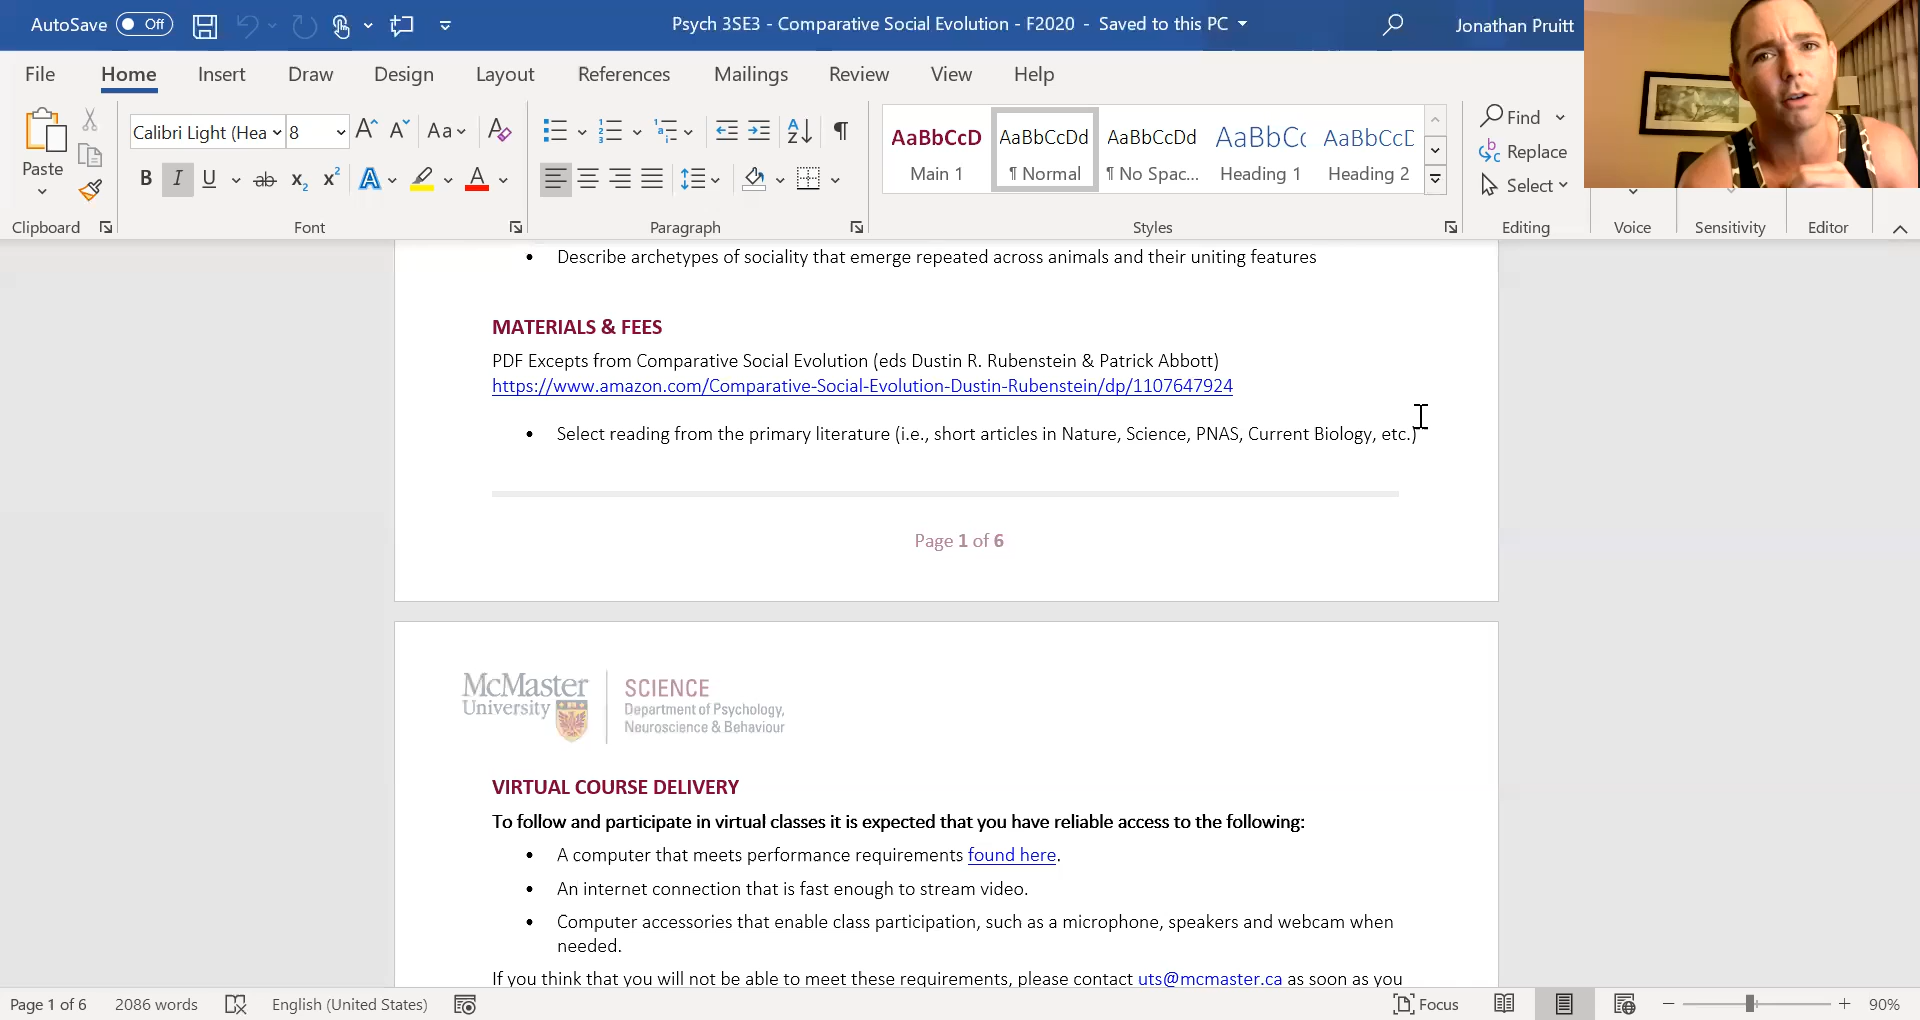 AutoSave Off
Psych 3SE3 - Comparative Social Evolution - F2020 - Saved to this PC
Jonathan Pruitt
File Home Insert Draw Design Layout References Mailings Review View Help
Paste
Clipboard
Calibri Light (Hea 8
Aa
B I U ab x₂ x² A A
Font
Paragraph
AaBbCcD AaBbCcDd AaBbCcDd AaBbCc AaBbCcD
Main 1 ¶ Normal ¶ No Spac... Heading 1 Heading 2
Styles
Find
Replace
Select
Editing
Voice
Sensitivity
Editor
• Describe archetypes of sociality that emerge repeated across animals and their uniting features
MATERIALS & FEES
PDF Excepts from Comparative Social Evolution (eds Dustin R. Rubenstein & Patrick Abbott)
https://www.amazon.com/Comparative-Social-Evolution-Dustin-Rubenstein/dp/1107647924
• Select reading from the primary literature (i.e., short articles in Nature, Science, PNAS, Current Biology, etc.)
Page 1 of 6
McMaster University
SCIENCE
Department of Psychology,
Neuroscience & Behaviour
VIRTUAL COURSE DELIVERY
To follow and participate in virtual classes it is expected that you have reliable access to the following:
• A computer that meets performance requirements found here.
• An internet connection that is fast enough to stream video.
• Computer accessories that enable class participation, such as a microphone, speakers and webcam when
needed.
If you think that you will not be able to meet these requirements, please contact uts@mcmaster.ca as soon as you
Page 1 of 6 2086 words English (United States) Focus 90%